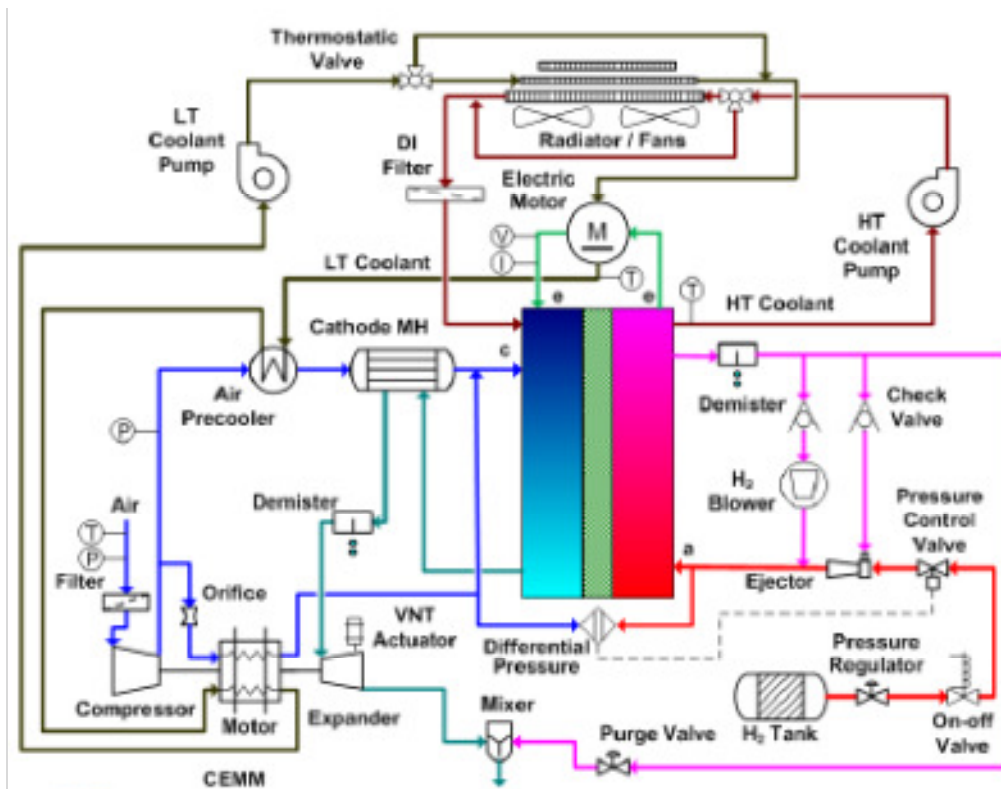 Thermostatic
Valve
LT
Coolant
Pump
DI
Filter
Radiator / Fans
Electric
Motor
M
V
I
T
HT
Coolant
Pump
LT Coolant
e
e
T
HT Coolant
Cathode MH
c
Air
Precooler
P
Demister
Check
Valve
H₂
Blower
Pressure
Control
Valve
Air
T
P
Filter
Demister
Orifice
VNT
Actuator
a
Ejector
Differential
Pressure
Pressure
Regulator
Compressor
Motor
Expander
Mixer
H₂ Tank
On-off
Valve
Purge Valve
CEMM